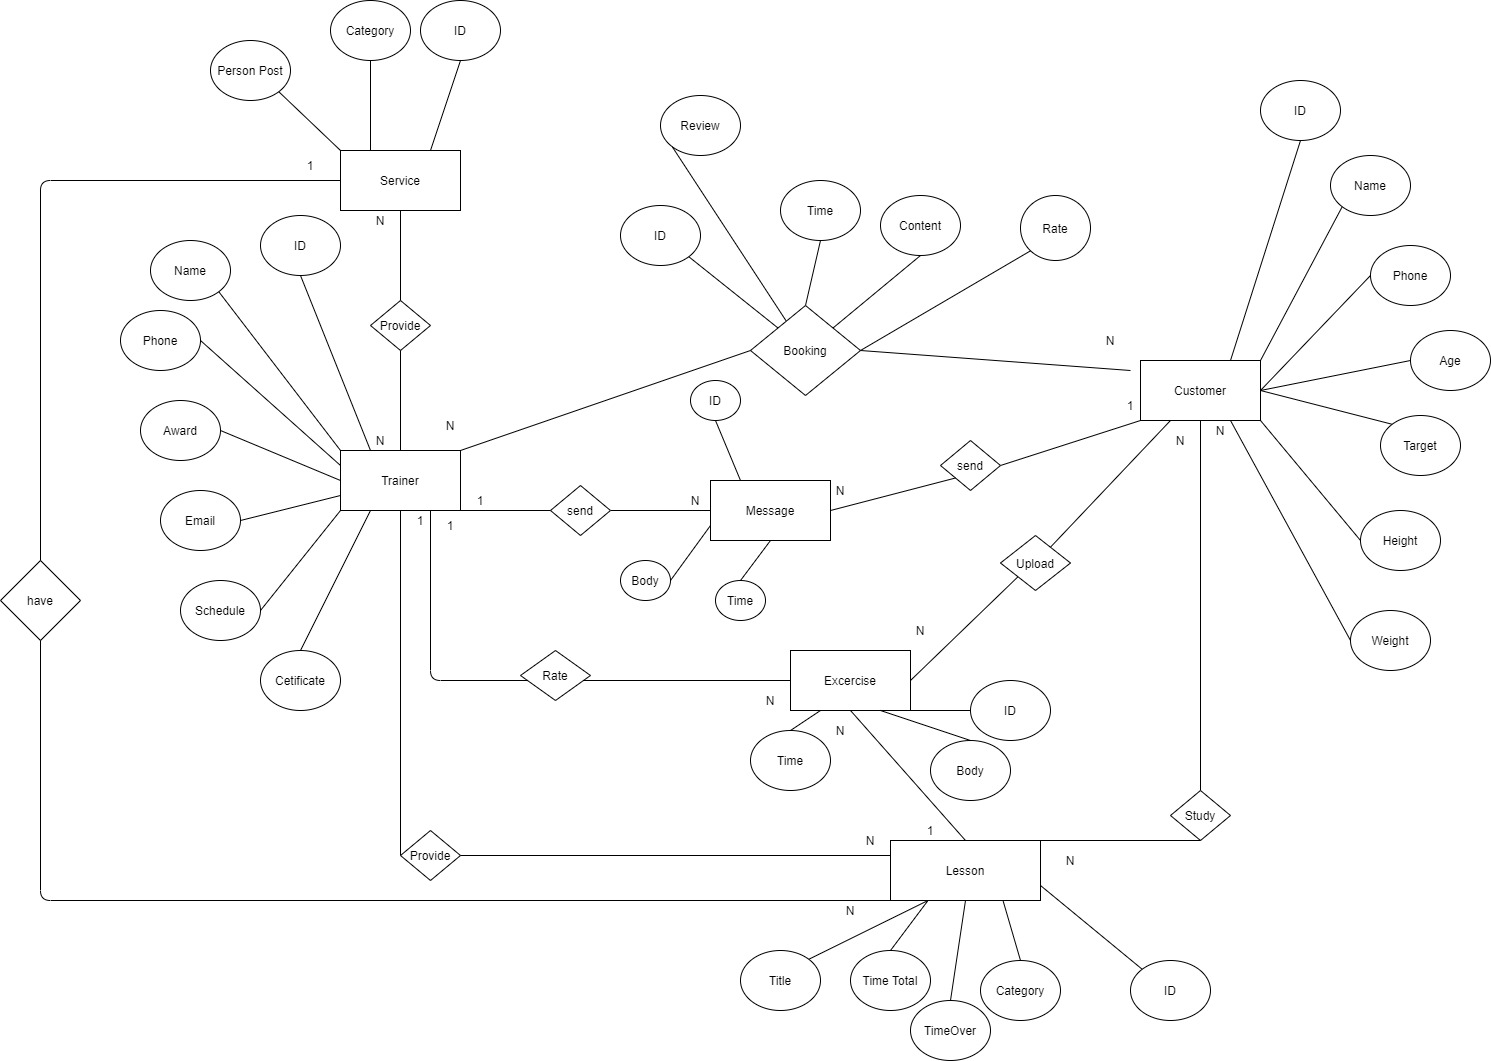 Category
ID
Person Post
1
Service
N
ID
Name
Phone
Provide
Award
N
Trainer
Email
Schedule
Cetificate
1
1
1
N
Review
ID
Time
Content
Rate
Booking
N
ID
Name
Phone
Age
Customer
Target
Height
Weight
1
N
N
ID
send
Message
N
N
send
Body
Time
Upload
N
have
Rate
N
Excercise
ID
Time
N
Body
Study
Provide
N
1
Lesson
N
N
Title
Time Total
TimeOver
Category
ID